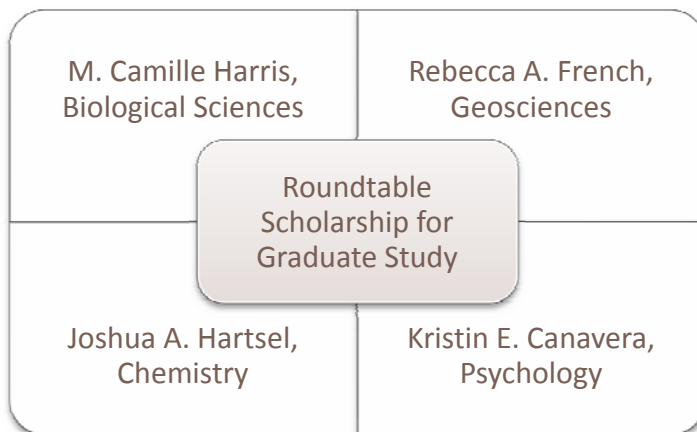 M. Camille Harris,
Biological Sciences
Rebecca A. French,
Geosciences
Roundtable
Scholarship for
Graduate Study
Joshua A. Hartsel,
Chemistry
Kristin E. Canavera,
Psychology